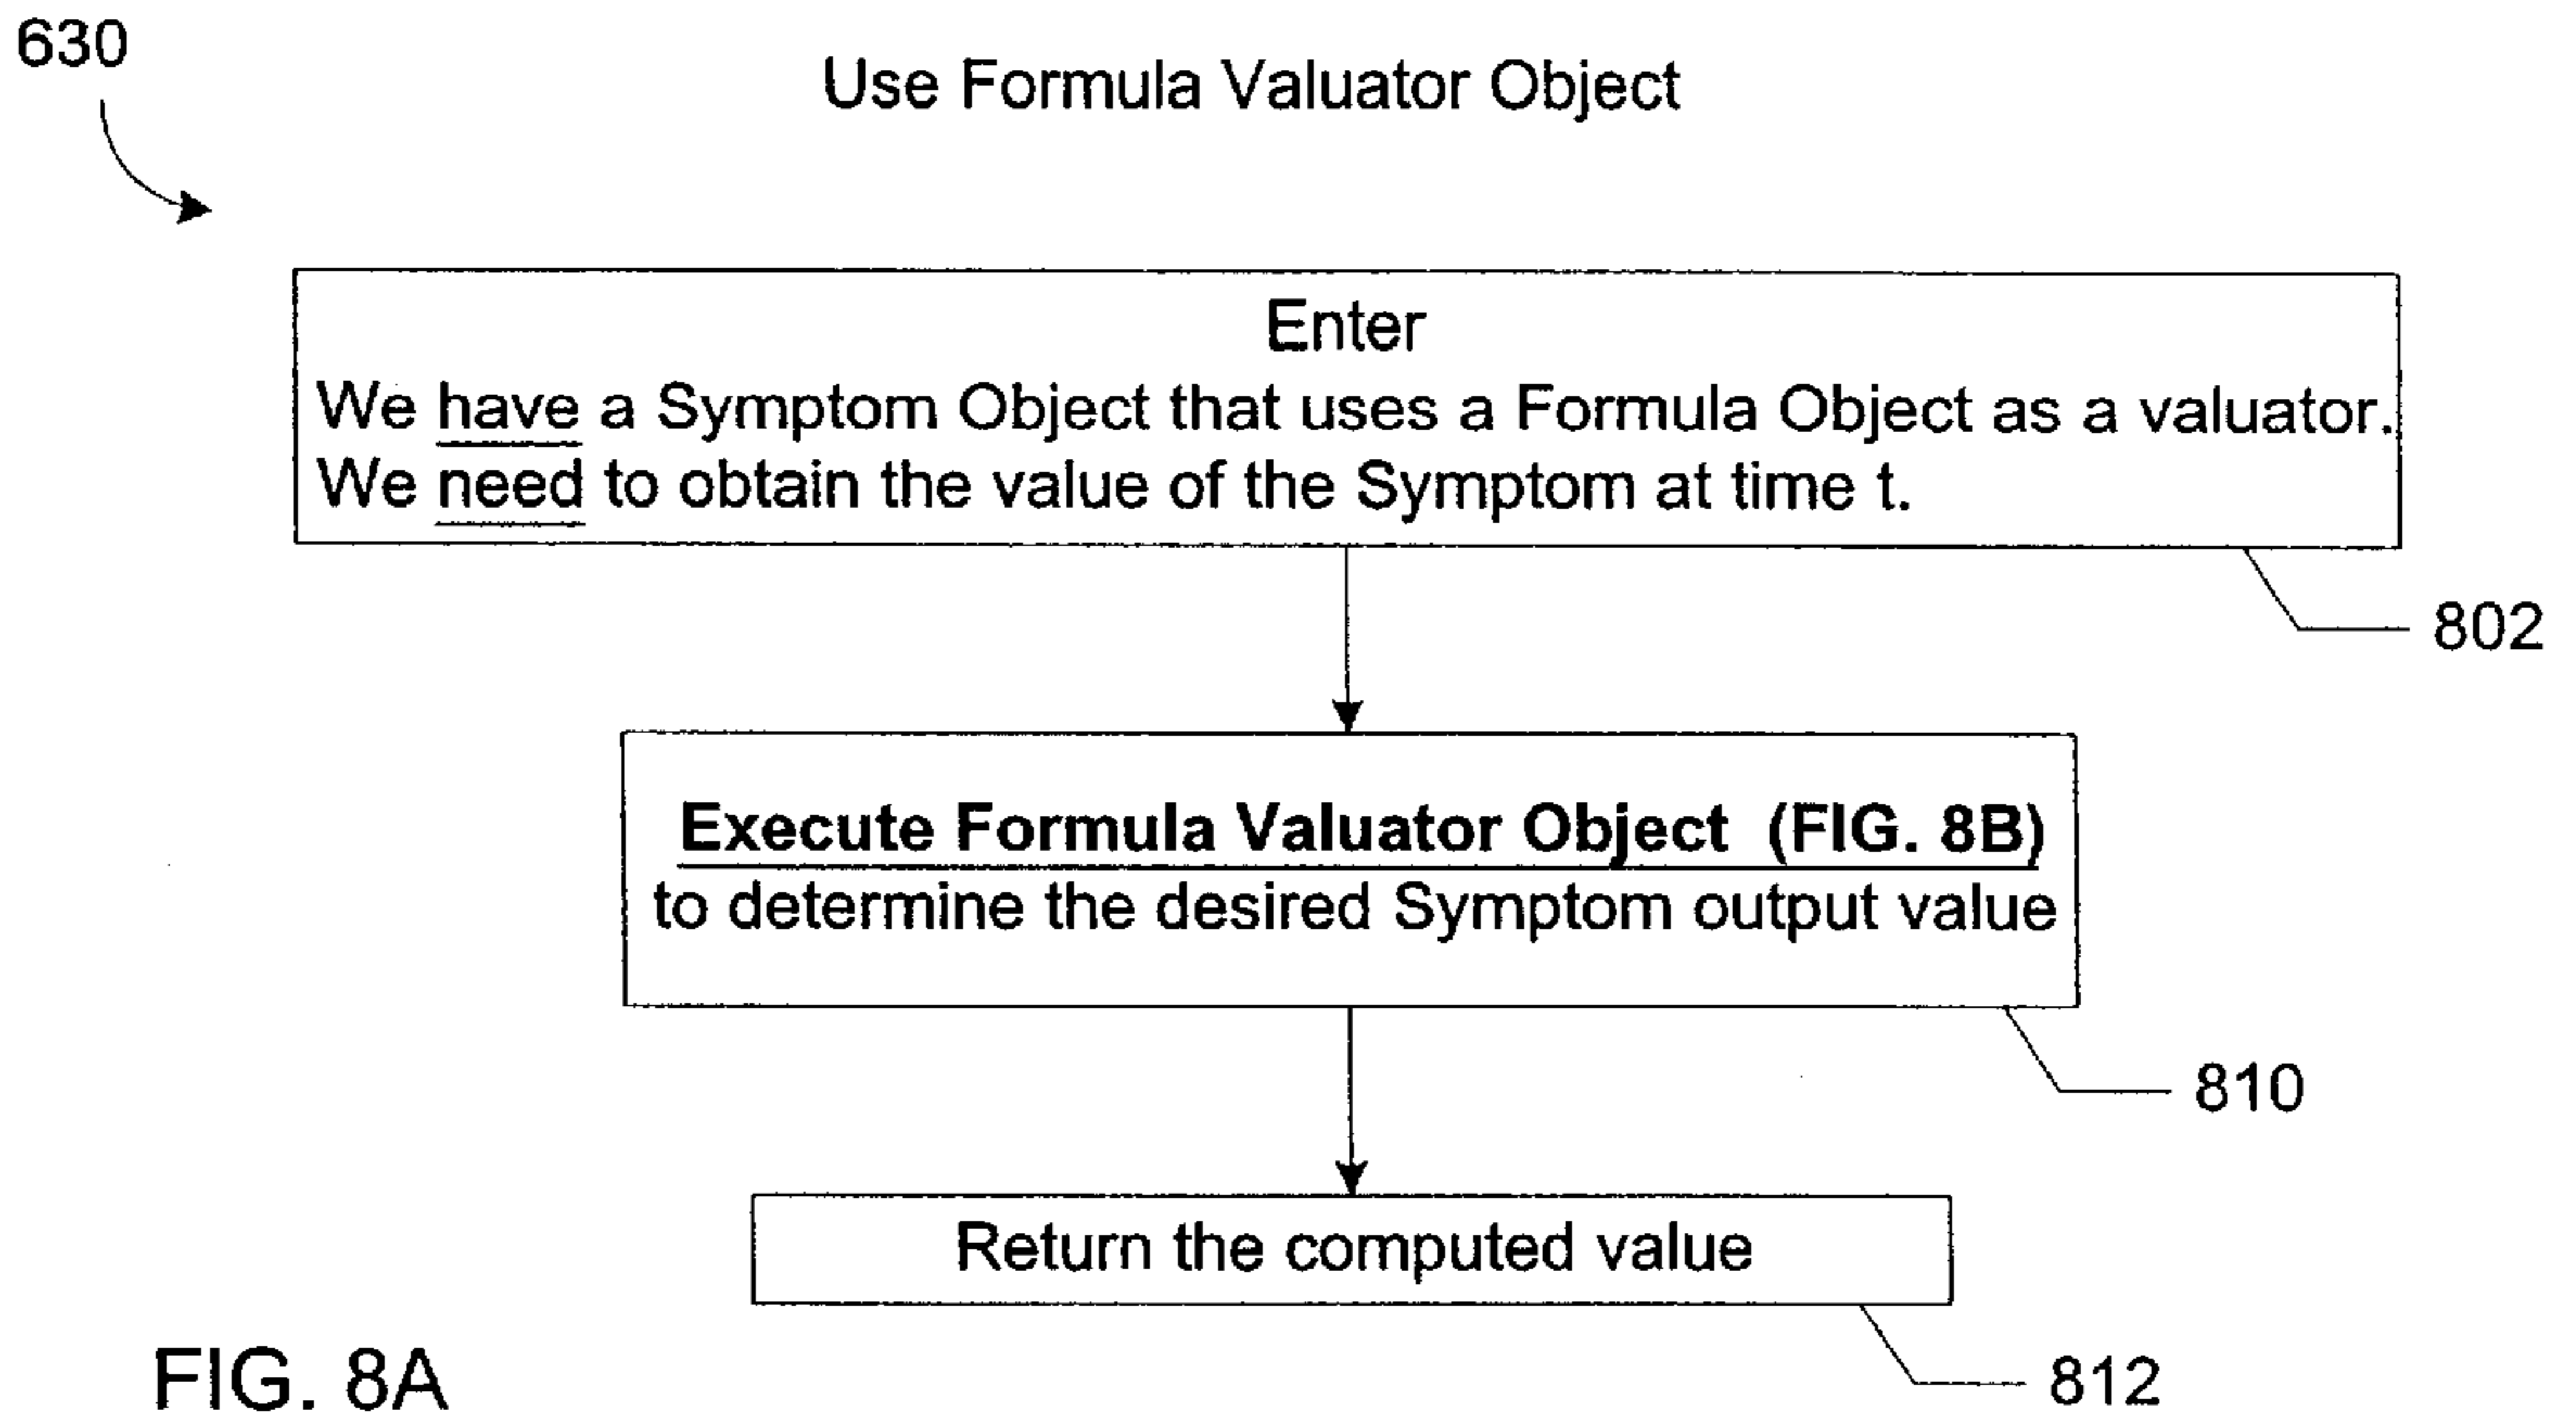 630
Use Formula Valuator Object
Enter
We have a Symptom Object that uses a Formula Object as a valuator.
We need to obtain the value of the Symptom at time t.
802
Execute Formula Valuator Object (FIG. 8B)
to determine the desired Symptom output value
810
Return the computed value
812
FIG. 8A